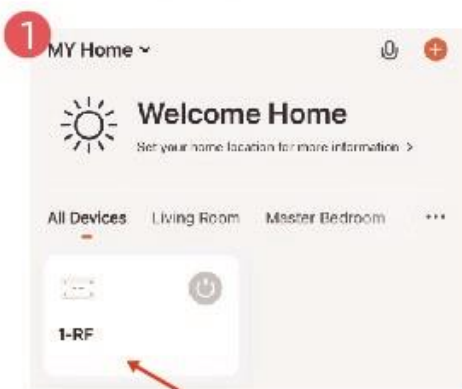 1
MY Home
Welcome Home
Set your home location for more information >
All Devices Living Room Master Bedroom ...
1-RF